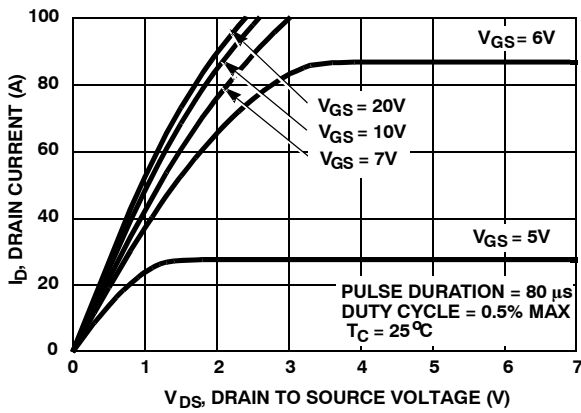 100
80
60
40
20
0
I_D, DRAIN CURRENT (A)
V_GS = 6V
V_GS = 20V
V_GS = 10V
V_GS = 7V
V_GS = 5V
PULSE DURATION = 80 µs
DUTY CYCLE = 0.5% MAX
T_C = 25°C
0 1 2 3 4 5 6 7
V_DS, DRAIN TO SOURCE VOLTAGE (V)